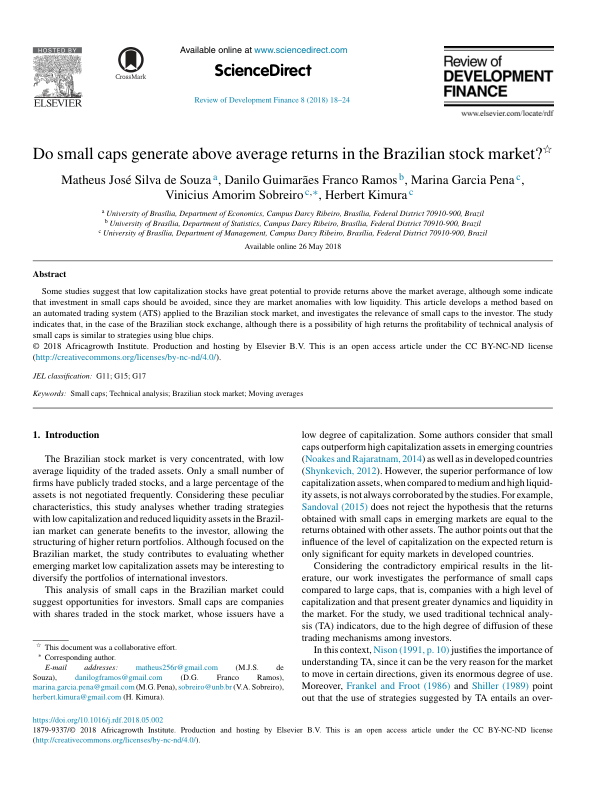 HOSTED BY
ELSEVIER
CrossMark
Available online at www.sciencedirect.com
ScienceDirect
Review of Development Finance 8 (2018) 18–24
Review of
DEVELOPMENT
FINANCE
www.elsevier.com/locate/rdf
Do small caps generate above average returns in the Brazilian stock market?☆
Matheus José Silva de Souza a, Danilo Guimarães Franco Ramos b, Marina Garcia Pena c,
Vinicius Amorim Sobreiro c,∗, Herbert Kimura c
a University of Brasília, Department of Economics, Campus Darcy Ribeiro, Brasília, Federal District 70910-900, Brazil
b University of Brasília, Department of Statistics, Campus Darcy Ribeiro, Brasília, Federal District 70910-900, Brazil
c University of Brasília, Department of Management, Campus Darcy Ribeiro, Brasília, Federal District 70910-900, Brazil
Available online 26 May 2018
Abstract
Some studies suggest that low capitalization stocks have great potential to provide returns above the market average, although some indicate
that investment in small caps should be avoided, since they are market anomalies with low liquidity. This article develops a method based on
an automated trading system (ATS) applied to the Brazilian stock market, and investigates the relevance of small caps to the investor. The study
indicates that, in the case of the Brazilian stock exchange, although there is a possibility of high returns the profitability of technical analysis of
small caps is similar to strategies using blue chips.
© 2018 Africagrowth Institute. Production and hosting by Elsevier B.V. This is an open access article under the CC BY-NC-ND license
(http://creativecommons.org/licenses/by-nc-nd/4.0/).
JEL classification: G11; G15; G17
Keywords: Small caps; Technical analysis; Brazilian stock market; Moving averages
1. Introduction
The Brazilian stock market is very concentrated, with low
average liquidity of the traded assets. Only a small number of
firms have publicly traded stocks, and a large percentage of the
assets is not negotiated frequently. Considering these peculiar
characteristics, this study analyses whether trading strategies
with low capitalization and reduced liquidity assets in the Brazil-
ian market can generate benefits to the investor, allowing the
structuring of higher return portfolios. Although focused on the
Brazilian market, the study contributes to evaluating whether
emerging market low capitalization assets may be interesting to
diversify the portfolios of international investors.
This analysis of small caps in the Brazilian market could
suggest opportunities for investors. Small caps are companies
with shares traded in the stock market, whose issuers have a
☆ This document was a collaborative effort.
∗ Corresponding author.
E-mail addresses: matheus256r@gmail.com (M.J.S. de
Souza), danilogframos@gmail.com (D.G. Franco Ramos),
marina.garcia.pena@gmail.com (M.G. Pena), sobreiro@unb.br (V.A. Sobreiro),
herbert.kimura@gmail.com (H. Kimura).
low degree of capitalization. Some authors consider that small
caps outperform high capitalization assets in emerging countries
(Noakes and Rajaratnam, 2014) as well as in developed countries
(Shynkevich, 2012). However, the superior performance of low
capitalization assets, when compared to medium and high liquid-
ity assets, is not always corroborated by the studies. For example,
Sandoval (2015) does not reject the hypothesis that the returns
obtained with small caps in emerging markets are equal to the
returns obtained with other assets. The author points out that the
influence of the level of capitalization on the expected return is
only significant for equity markets in developed countries.
Considering the contradictory empirical results in the lit-
erature, our work investigates the performance of small caps
compared to large caps, that is, companies with a high level of
capitalization and that present greater dynamics and liquidity in
the market. For the study, we used traditional technical analy-
sis (TA) indicators, due to the high degree of diffusion of these
trading mechanisms among investors.
In this context, Nison (1991, p. 10) justifies the importance of
understanding TA, since it can be the very reason for the market
to move in certain directions, given its enormous degree of use.
Moreover, Frankel and Froot (1986) and Shiller (1989) point
out that the use of strategies suggested by TA entails an over-
https://doi.org/10.1016/j.rdf.2018.05.002
1879-9337/© 2018 Africagrowth Institute. Production and hosting by Elsevier B.V. This is an open access article under the CC BY-NC-ND license
(http://creativecommons.org/licenses/by-nc-nd/4.0/).